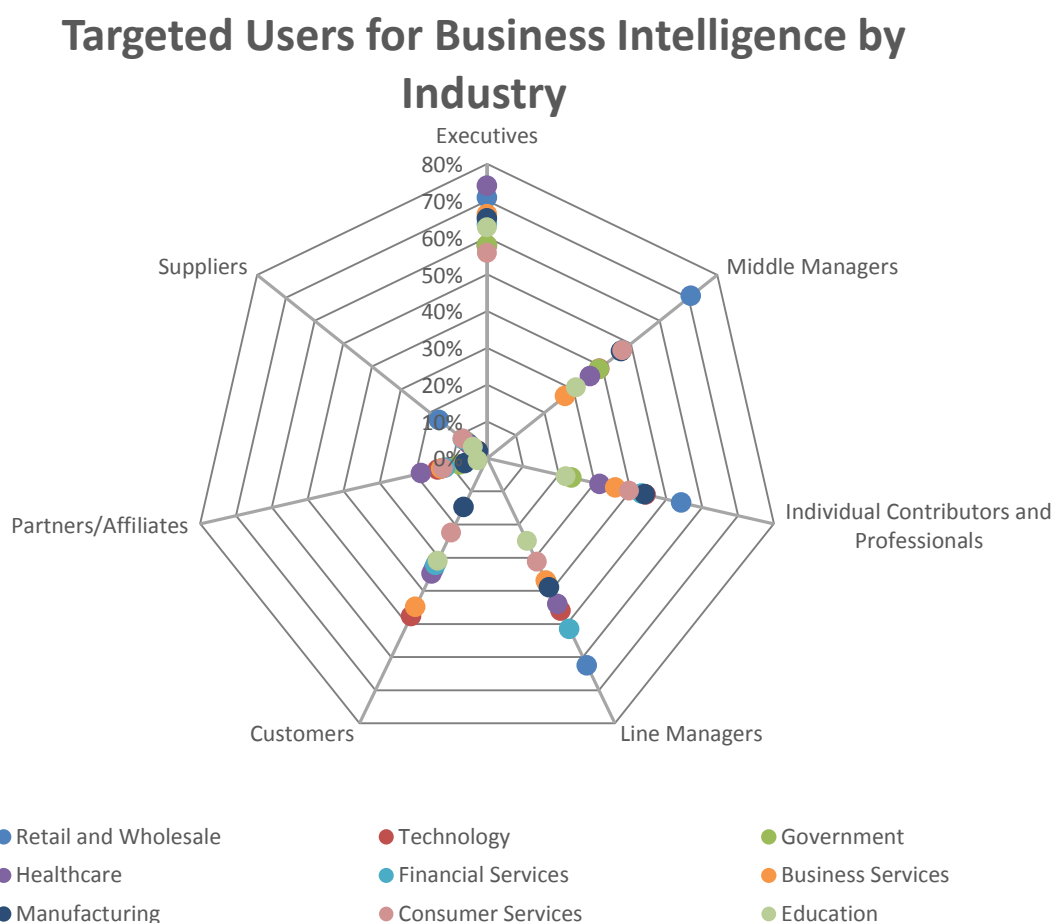 Targeted Users for Business Intelligence by
Industry
Executives
80%
70%
60%
50%
40%
30%
20%
10%
0%
Middle Managers
Individual Contributors and
Professionals
Line Managers
Customers
Partners/Affiliates
Suppliers
Retail and Wholesale
Technology
Government
Healthcare
Financial Services
Business Services
Manufacturing
Consumer Services
Education